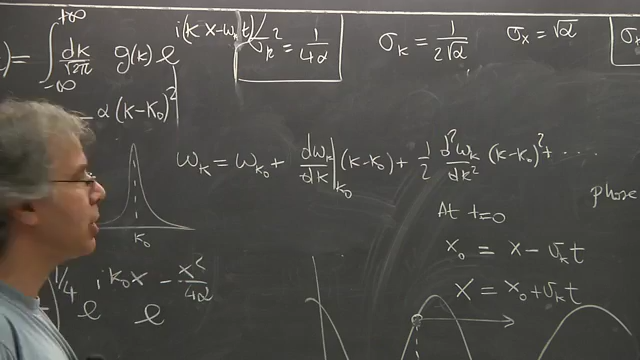 ) = ∫_{-∞}^{+∞} dk/√2π g(k) e^{i(kx-ω_k t)}
σ_k² = 1/4α
σ_k = 1/2√α
σ_x = √α
σ_k
-α(k-k₀)²
k₀
ω_k = ω_{k₀} + dω_k/dk|_{k₀} (k-k₀) + 1/2 d²ω_k/dk² (k-k₀)² + ....
phase
At t=0
x₀ = x - v_k t
x = x₀ + v_k t
)^{1/4} e^{ik₀x} e^{-x²/4α}